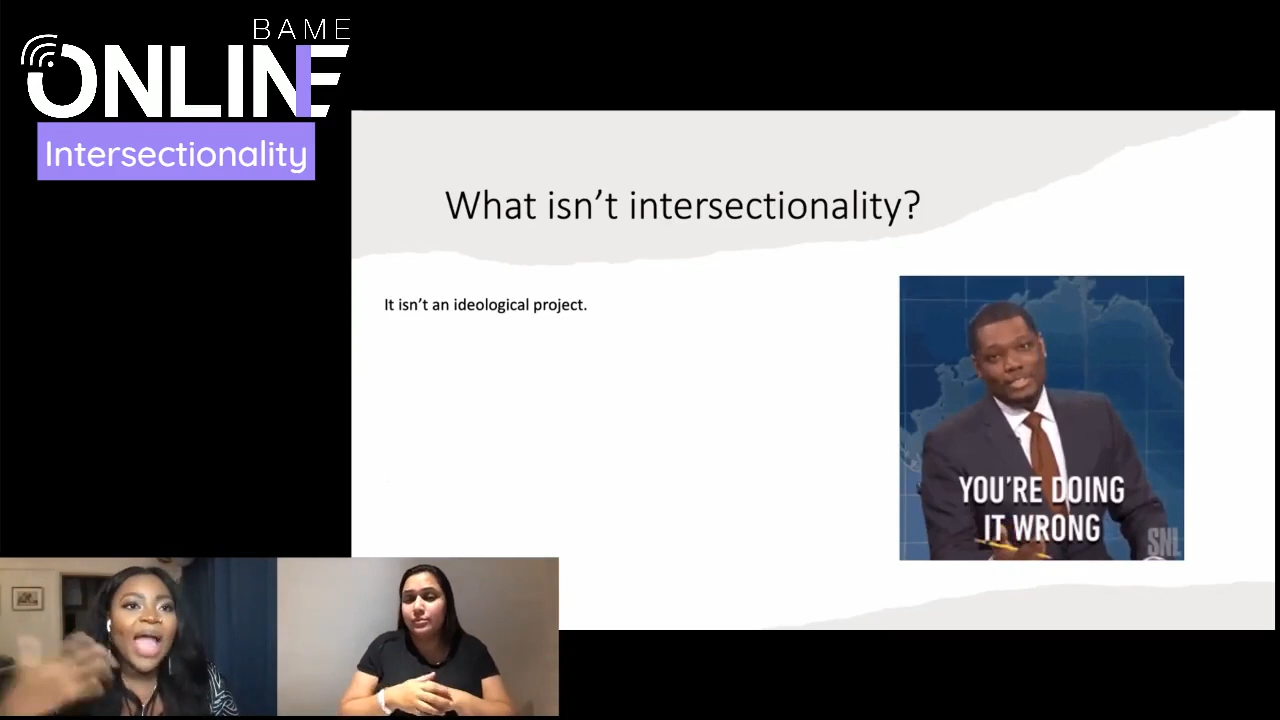 BAME
ONLINE
Intersectionality
What isn’t intersectionality?
It isn’t an ideological project.
YOU'RE DOING
IT WRONG
SNL